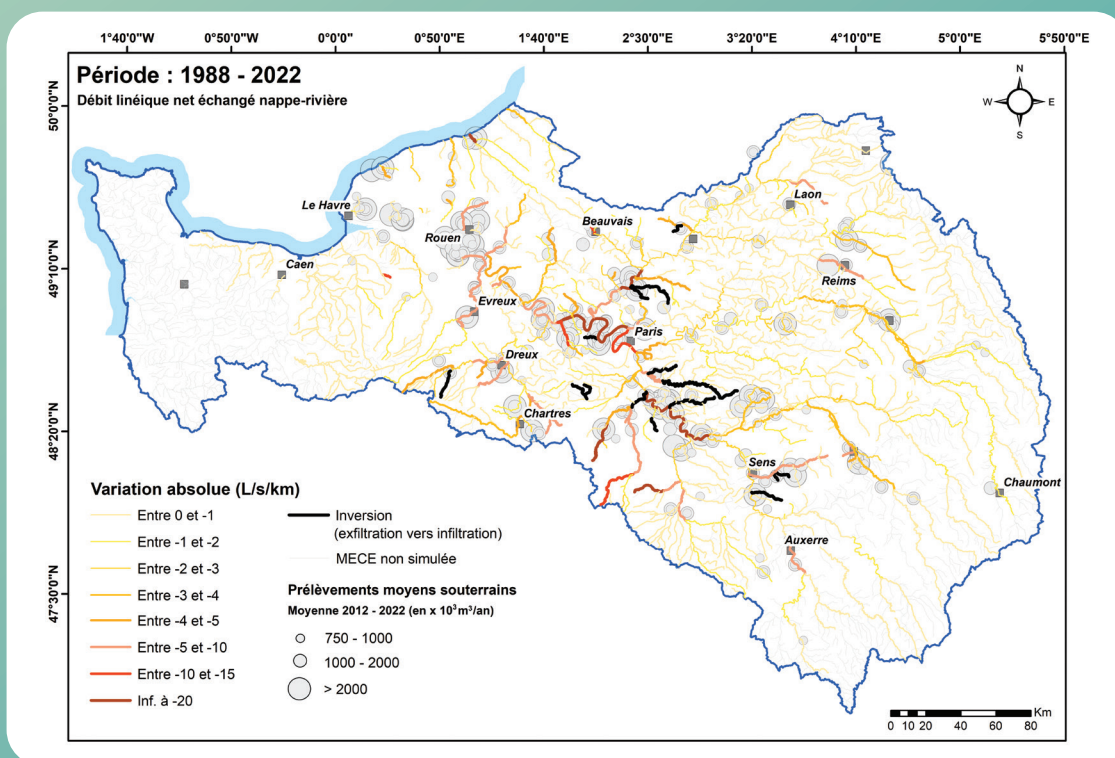 1°40'0"W 0°50'0"W 0°0'0" 0°50'0"E 1°40'0"E 2°30'0"E 3°20'0"E 4°10'0"E 5°0'0"E 5°50'0"E
Période : 1988 - 2022
Débit linéique net échangé nappe-rivière
N
W E
S
50°0'0"N
49°10'0"N
48°20'0"N
47°30'0"N
Le Havre
Caen
Rouen
Beauvais
Laon
Reims
Evreux
Paris
Dreux
Chartres
Sens
Chaumont
Auxerre
Variation absolue (L/s/km)
Entre 0 et -1
Entre -1 et -2
Entre -2 et -3
Entre -3 et -4
Entre -4 et -5
Entre -5 et -10
Entre -10 et -15
Inf. à -20
Inversion
(exfiltration vers infiltration)
MECE non simulée
Prélèvements moyens souterrains
Moyenne 2012 - 2022 (en x 10³ m³/an)
750 - 1000
1000 - 2000
> 2000
Km
0 10 20 40 60 80